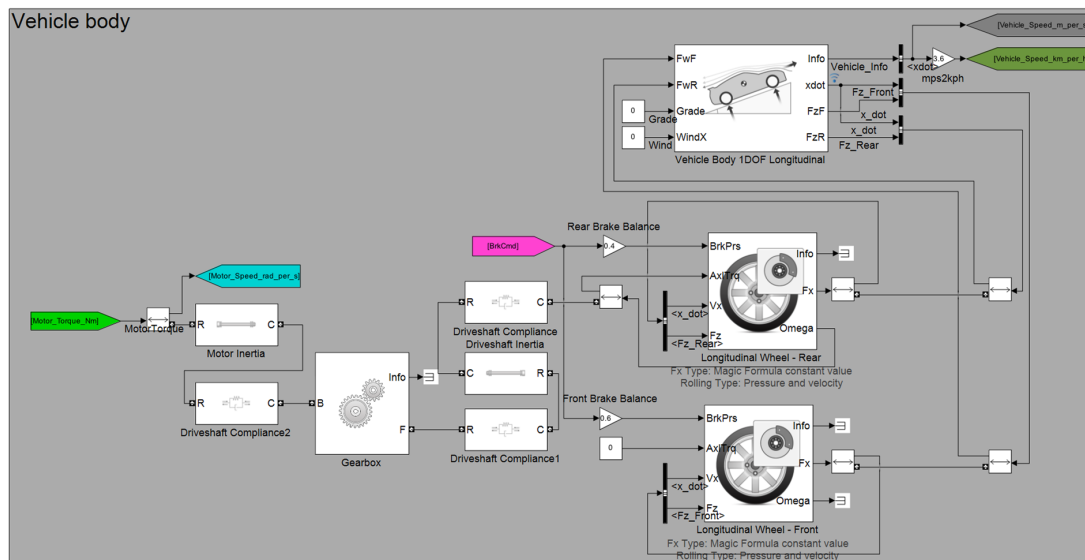 Vehicle body
[Vehicle_Speed_m_per_s
[Vehicle_Speed_km_per_h
FwF
FwR
Grade
WindX
Info
xdot
FzF
FzR
Vehicle_Info
<xdot>
3.6
mps2kph
Fz_Front
x_dot
x_dot
Fz_Rear
0
Grade
0
Wind
Vehicle Body 1DOF Longitudinal
Rear Brake Balance
[BrkCmd]
0.4
BrkPrs
AxlTrq
Vx
Fz
Info
Fx
Omega
<x_dot>
<Fz_Rear>
Longitudinal Wheel - Rear
Fx Type: Magic Formula constant value
Rolling Type: Pressure and velocity
[Motor_Speed_rad_per_s]
[Motor_Torque_Nm]
MotorTorque
R
C
Motor Inertia
R
C
Driveshaft Compliance2
B
Info
F
Gearbox
R
C
Driveshaft Compliance
Driveshaft Inertia
C
R
R
C
Driveshaft Compliance1
Front Brake Balance
0.6
0
BrkPrs
AxlTrq
Vx
Fz
Info
Fx
Omega
<x_dot>
<Fz_Front>
Longitudinal Wheel - Front
Fx Type: Magic Formula constant value
Rolling Type: Pressure and velocity